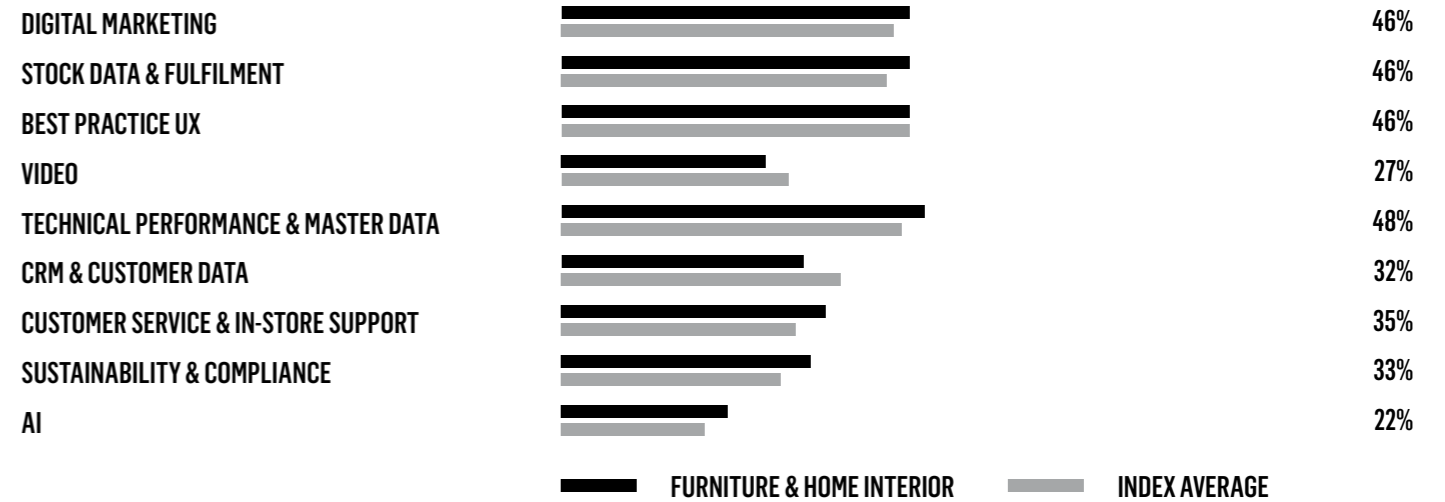 DIGITAL MARKETING 46%
STOCK DATA & FULFILMENT 46%
BEST PRACTICE UX 46%
VIDEO 27%
TECHNICAL PERFORMANCE & MASTER DATA 48%
CRM & CUSTOMER DATA 32%
CUSTOMER SERVICE & IN-STORE SUPPORT 35%
SUSTAINABILITY & COMPLIANCE 33%
AI 22%
FURNITURE & HOME INTERIOR INDEX AVERAGE